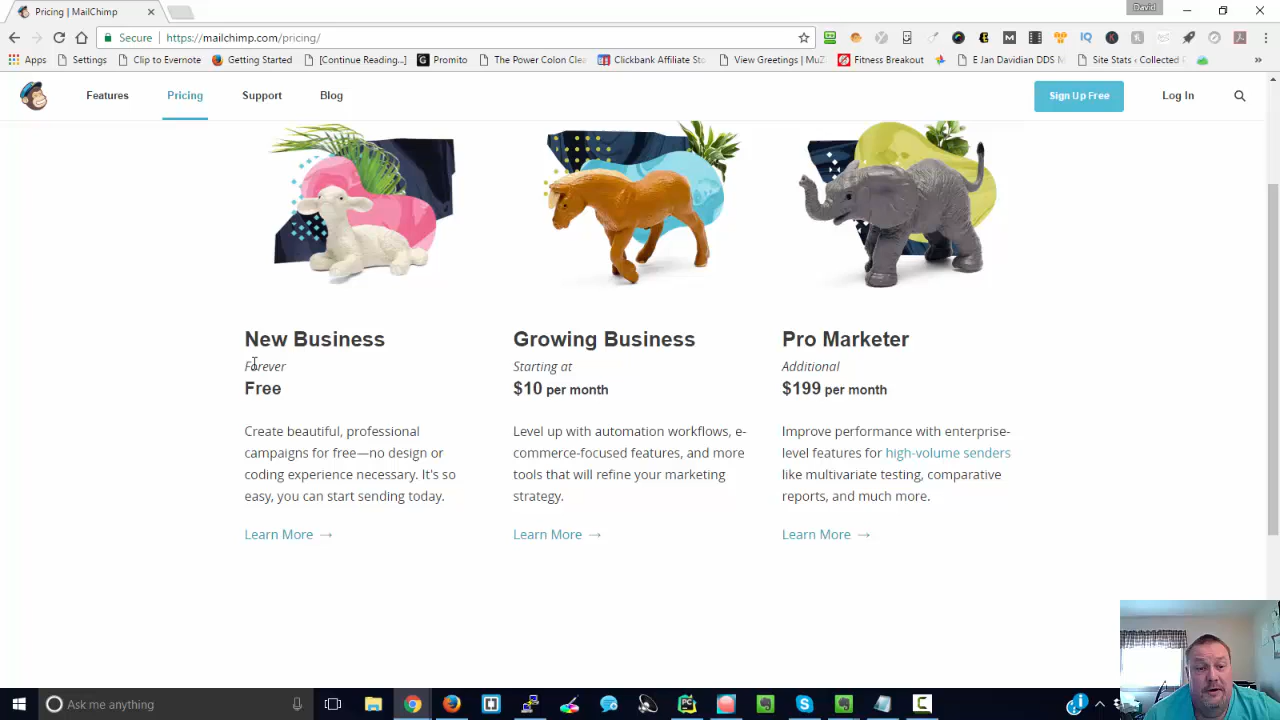 Pricing | MailChimp
David
Secure https://mailchimp.com/pricing/
Apps Settings Clip to Evernote Getting Started [Continue Reading... Promito The Power Colon Cle Clickbank Affiliate Sto View Greetings | MuZ Fitness Breakout E Jan Davidian DDS N Site Stats ‹ Collected P »
Features Pricing Support Blog Sign Up Free Log In
New Business
Forever
Free
Create beautiful, professional
campaigns for free—no design or
coding experience necessary. It's so
easy, you can start sending today.
Learn More →
Growing Business
Starting at
$10 per month
Level up with automation workflows, e-
commerce-focused features, and more
tools that will refine your marketing
strategy.
Learn More →
Pro Marketer
Additional
$199 per month
Improve performance with enterprise-
level features for high-volume senders
like multivariate testing, comparative
reports, and much more.
Learn More →
Ask me anything